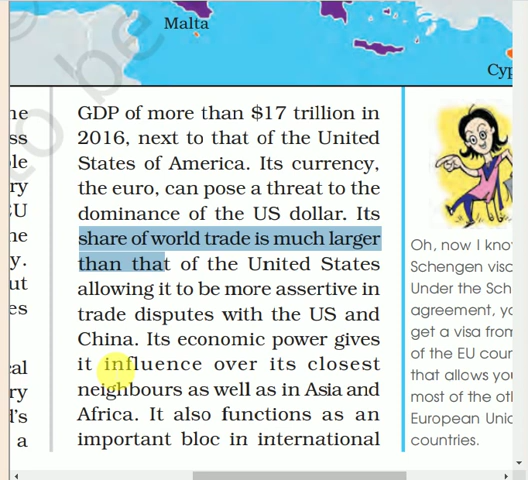 Malta
Cyp
GDP of more than $17 trillion in
2016, next to that of the United
States of America. Its currency,
the euro, can pose a threat to the
dominance of the US dollar. Its
share of world trade is much larger
than that of the United States
allowing it to be more assertive in
trade disputes with the US and
China. Its economic power gives
it influence over its closest
neighbours as well as in Asia and
Africa. It also functions as an
important bloc in international
Oh, now I kno
Schengen visa
Under the Sch
agreement, yo
get a visa from
of the EU coun
that allows you
most of the oth
European Unio
countries.